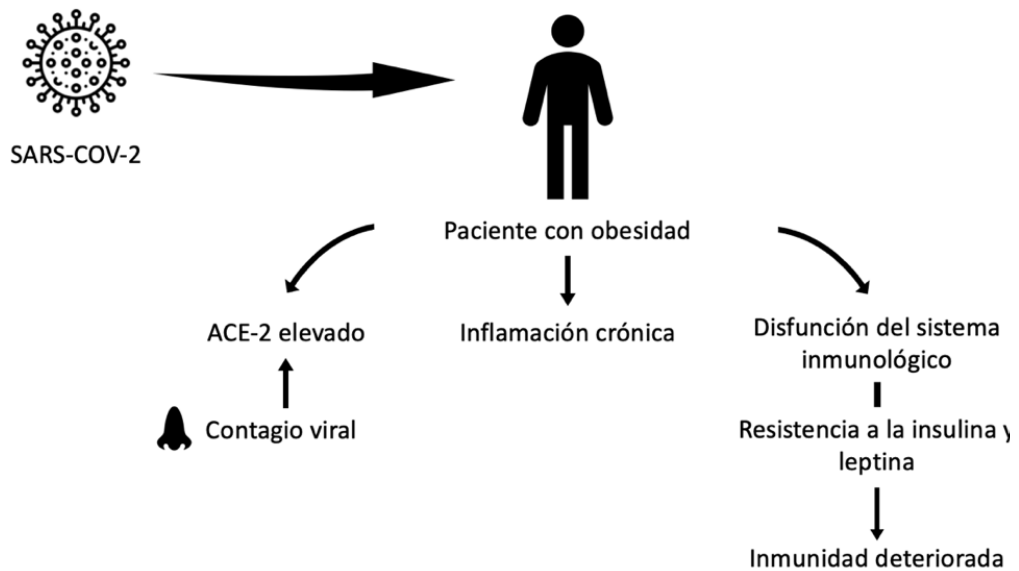 SARS-COV-2
Paciente con obesidad
ACE-2 elevado
Inflamación crónica
Disfunción del sistema
inmunológico
Contagio viral
Resistencia a la insulina y
leptina
Inmunidad deteriorada